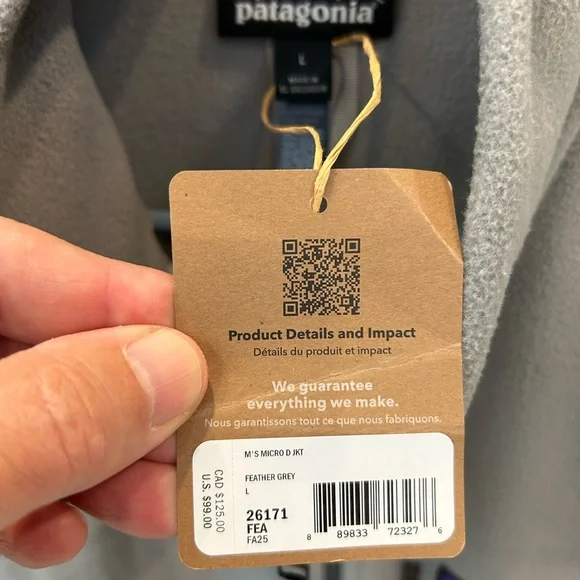 patagonia
L
MADE IN
Product Details and Impact
Détails du produit et impact
We guarantee
everything we make.
Nous garantissons tout ce que nous fabriquons.
CAD $125.00
U.S. $99.00
M'S MICRO D JKT
FEATHER GREY
L
26171
FEA
FA25
8 89833 72327 6